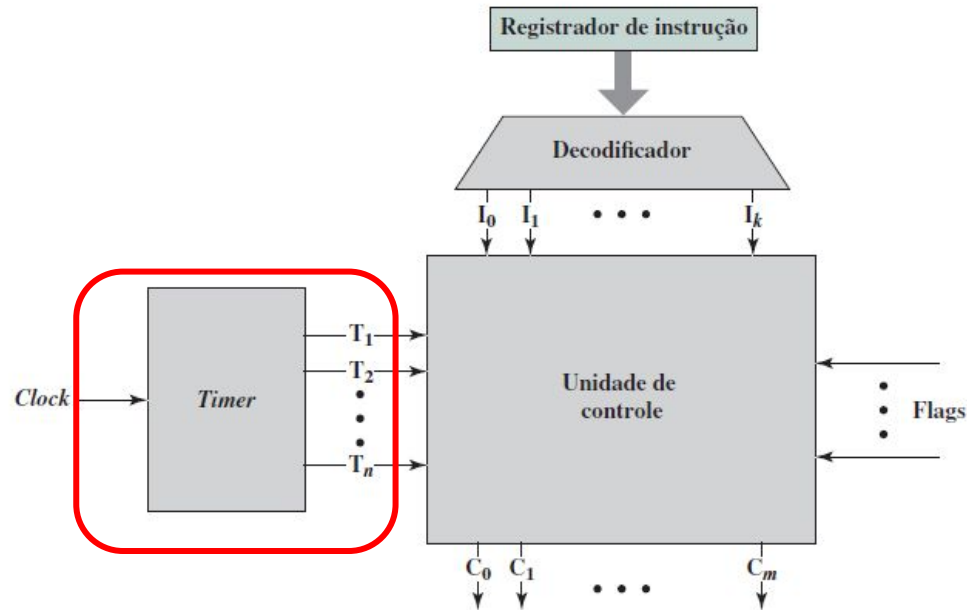 Registrador de instrução
Decodificador
I0 I1 • • • Ik
T1
T2
Tn
Clock
Timer
Unidade de
controle
Flags
C0 C1 • • • Cm